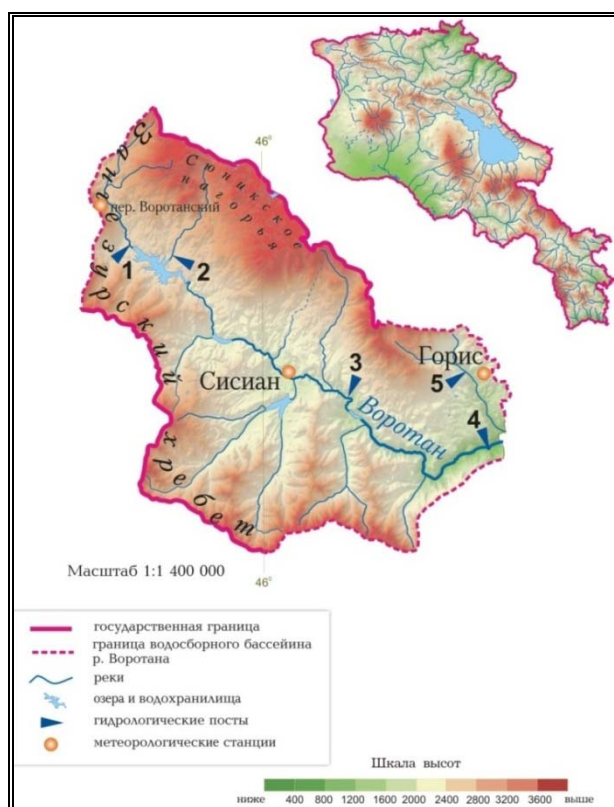 46°
Зангезурский хребет
Сюникское
нагорья
пер. Воротанский
1
2
Горис
3
5
Сисиан
Воротан
4
Масштаб 1:1 400 000
46°
государственная граница
граница водосборного бассейна
р. Воротана
реки
озера и водохранилища
гидрологические посты
метеорологические станции
Шкала высот
ниже 400 800 1200 1600 2000 2400 2800 3200 3600 выше